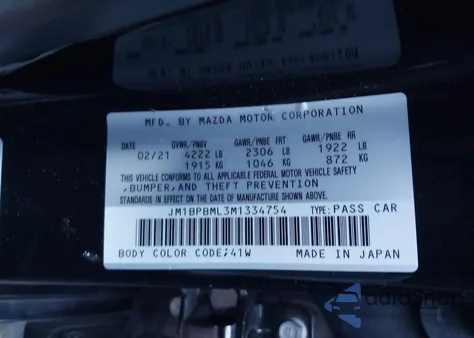 MFD. BY MAZDA MOTOR CORPORATION
DATE GVWR/PNBV GAWR/PNBE FRT GAWR/PNBE RR
02/21 4222 LB 2306 LB 1922 LB
1915 KG 1046 KG 872 KG
THIS VEHICLE CONFORMS TO ALL APPLICABLE FEDERAL MOTOR VEHICLE SAFETY
,BUMPER,AND THEFT PREVENTION
STANDARDS IN EFFECT ON THE DATE OF MANUFACTURE SHOWN ABOVE.
JM1BPBML3M1334754 TYPE:PASS CAR
BODY COLOR CODE;41W MADE IN JAPAN